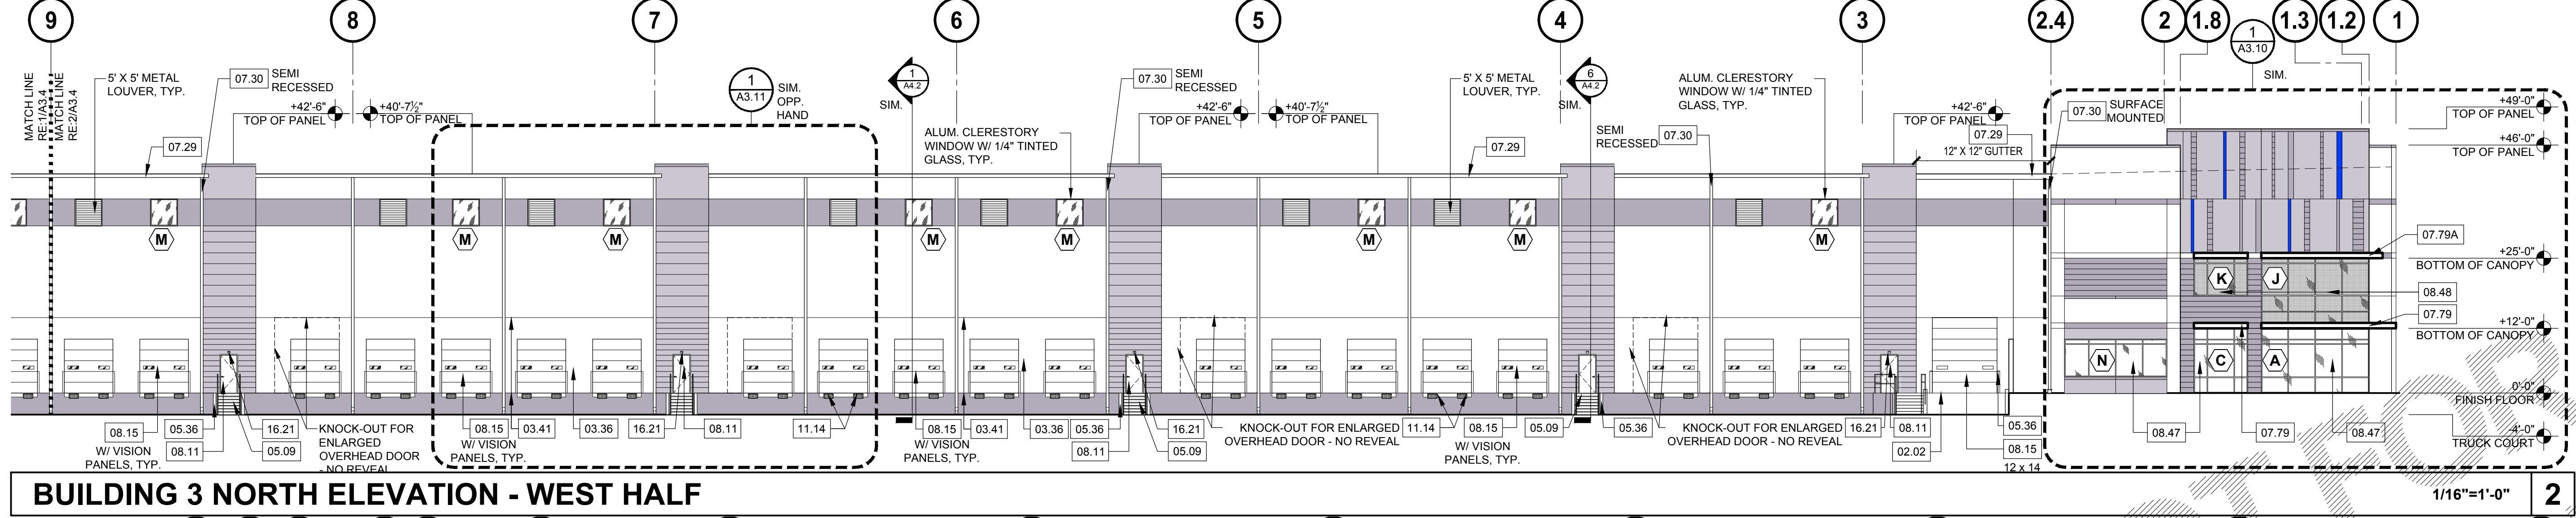 9
8
7
6
5
4
3
2.4
2
1.8
1.3
1.2
1
1
A3.10
SIM.
MATCH LINE
RE:1/A3.4
MATCH LINE
RE:2/A3.4
5' X 5' METAL
LOUVER, TYP.
07.30
SEMI
RECESSED
+42'-6"
TOP OF PANEL
+40'-7½"
TOP OF PANEL
07.29
1
A3.11
SIM.
OPP.
HAND
1
A4.2
SIM.
ALUM. CLERESTORY
WINDOW W/ 1/4" TINTED
GLASS, TYP.
07.30
SEMI
RECESSED
+42'-6"
TOP OF PANEL
+40'-7½"
TOP OF PANEL
5' X 5' METAL
LOUVER, TYP.
07.29
6
A4.2
SIM.
SEMI
RECESSED
07.30
ALUM. CLERESTORY
WINDOW W/ 1/4" TINTED
GLASS, TYP.
+42'-6"
TOP OF PANEL
07.29
12" X 12" GUTTER
07.30
SURFACE
MOUNTED
+49'-0"
TOP OF PANEL
+46'-0"
TOP OF PANEL
07.79A
+25'-0"
BOTTOM OF CANOPY
08.48
07.79
+12'-0"
BOTTOM OF CANOPY
0'-0"
FINISH FLOOR
-4'-0"
TRUCK COURT
M
M
M
M
M
M
M
M
K
J
N
C
A
08.15
W/ VISION
PANELS, TYP.
05.36
08.11
16.21
05.09
KNOCK-OUT FOR
ENLARGED
OVERHEAD DOOR
- NO REVEAL
08.15
W/ VISION
PANELS, TYP.
03.41
03.36
16.21
08.11
11.14
08.15
W/ VISION
PANELS, TYP.
03.41
03.36
05.36
08.11
16.21
05.09
KNOCK-OUT FOR ENLARGED
OVERHEAD DOOR - NO REVEAL
11.14
08.15
W/ VISION
PANELS, TYP.
05.09
05.36
KNOCK-OUT FOR ENLARGED
OVERHEAD DOOR - NO REVEAL
16.21
08.11
02.02
05.36
08.15
12 x 14
08.47
07.79
08.47
BUILDING 3 NORTH ELEVATION - WEST HALF
1/16"=1'-0"
2